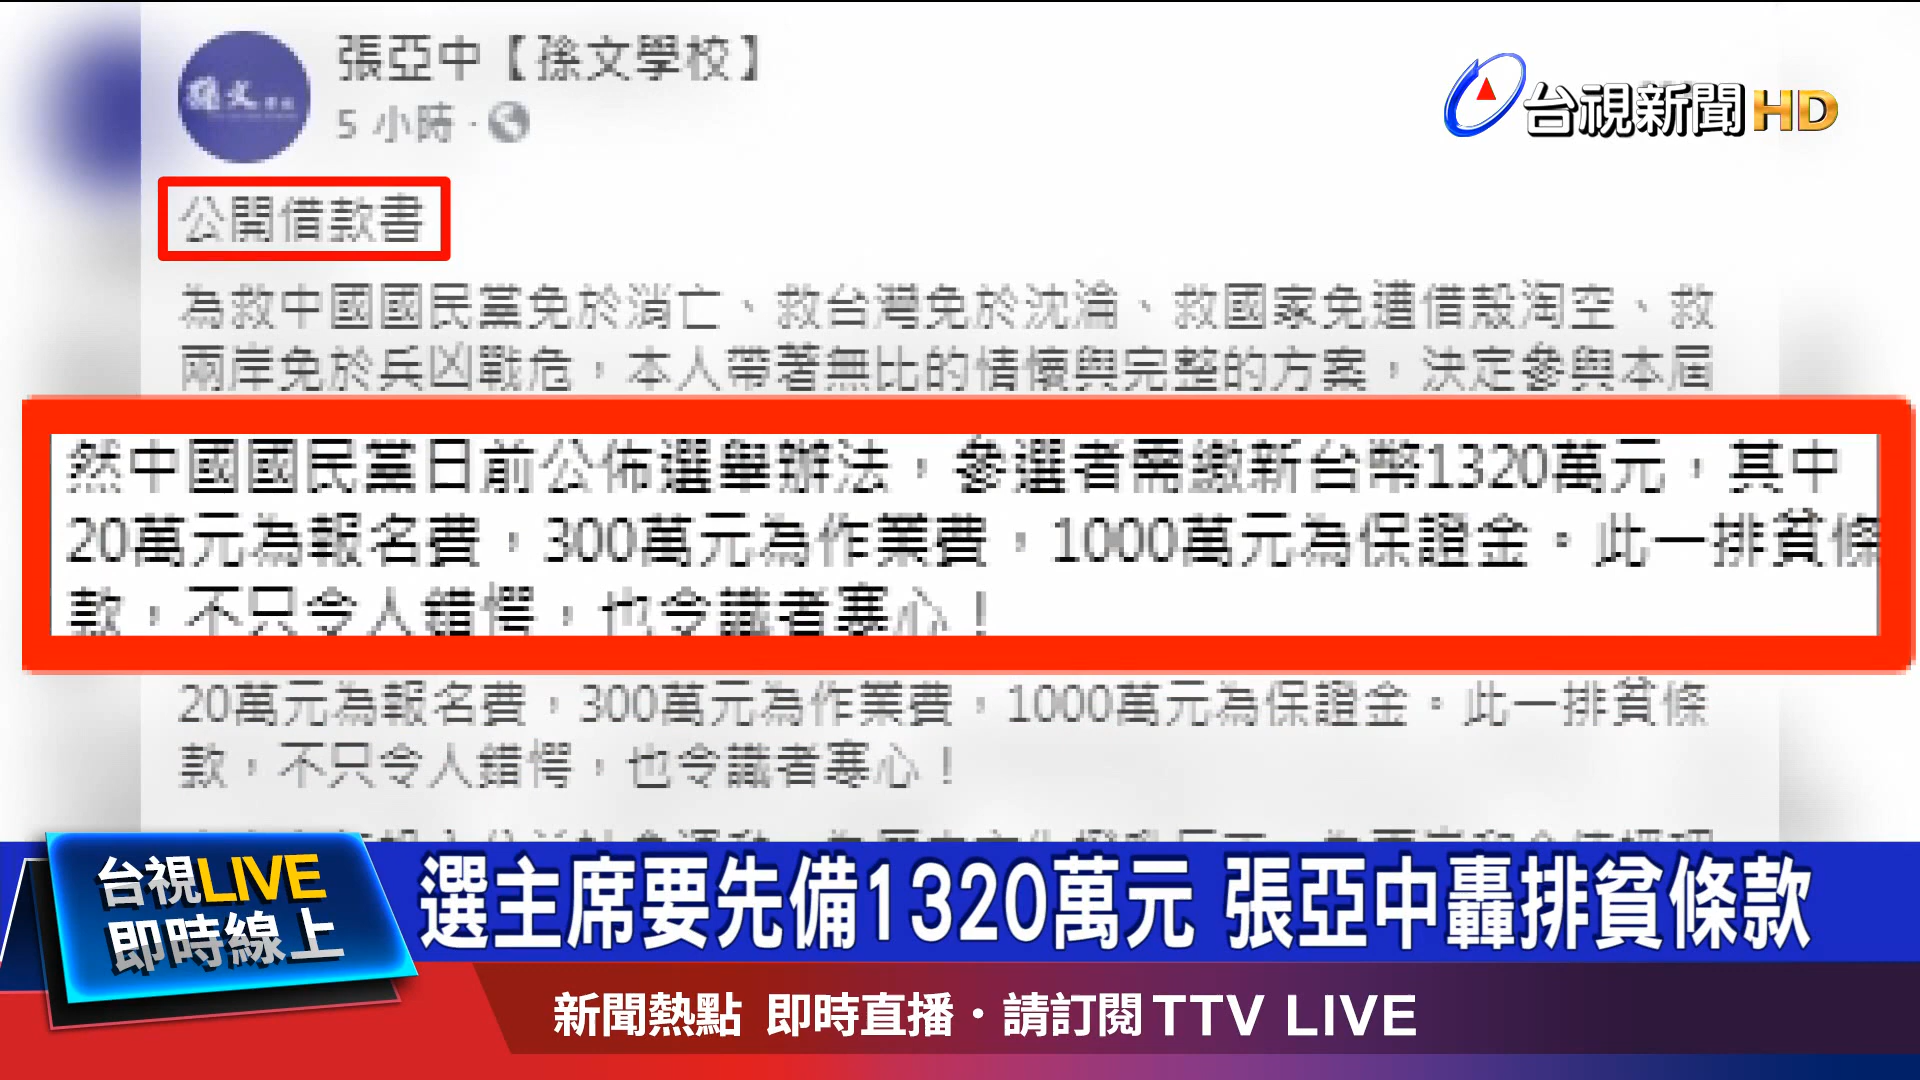 張亞中【孫文學校】
5 小時 ·
台視新聞HD
公開借款書
為救中國國民黨免於消亡、救台灣免於沈淪、救國家免遭借殼淘空、救
兩岸免於兵凶戰危，本人帶著無比的情懷與完整的方案，決定參與本屆
然中國國民黨日前公佈選舉辦法，參選者需繳新台幣1320萬元，其中
20萬元為報名費，300萬元為作業費，1000萬元為保證金。此一排貧條
款，不只令人錯愕，也令識者寒心！
20萬元為報名費，300萬元為作業費，1000萬元為保證金。此一排貧條
款，不只令人錯愕，也令識者寒心！
台視LIVE
即時線上
選主席要先備1320萬元 張亞中轟排貧條款
新聞熱點 即時直播·請訂閱TTV LIVE